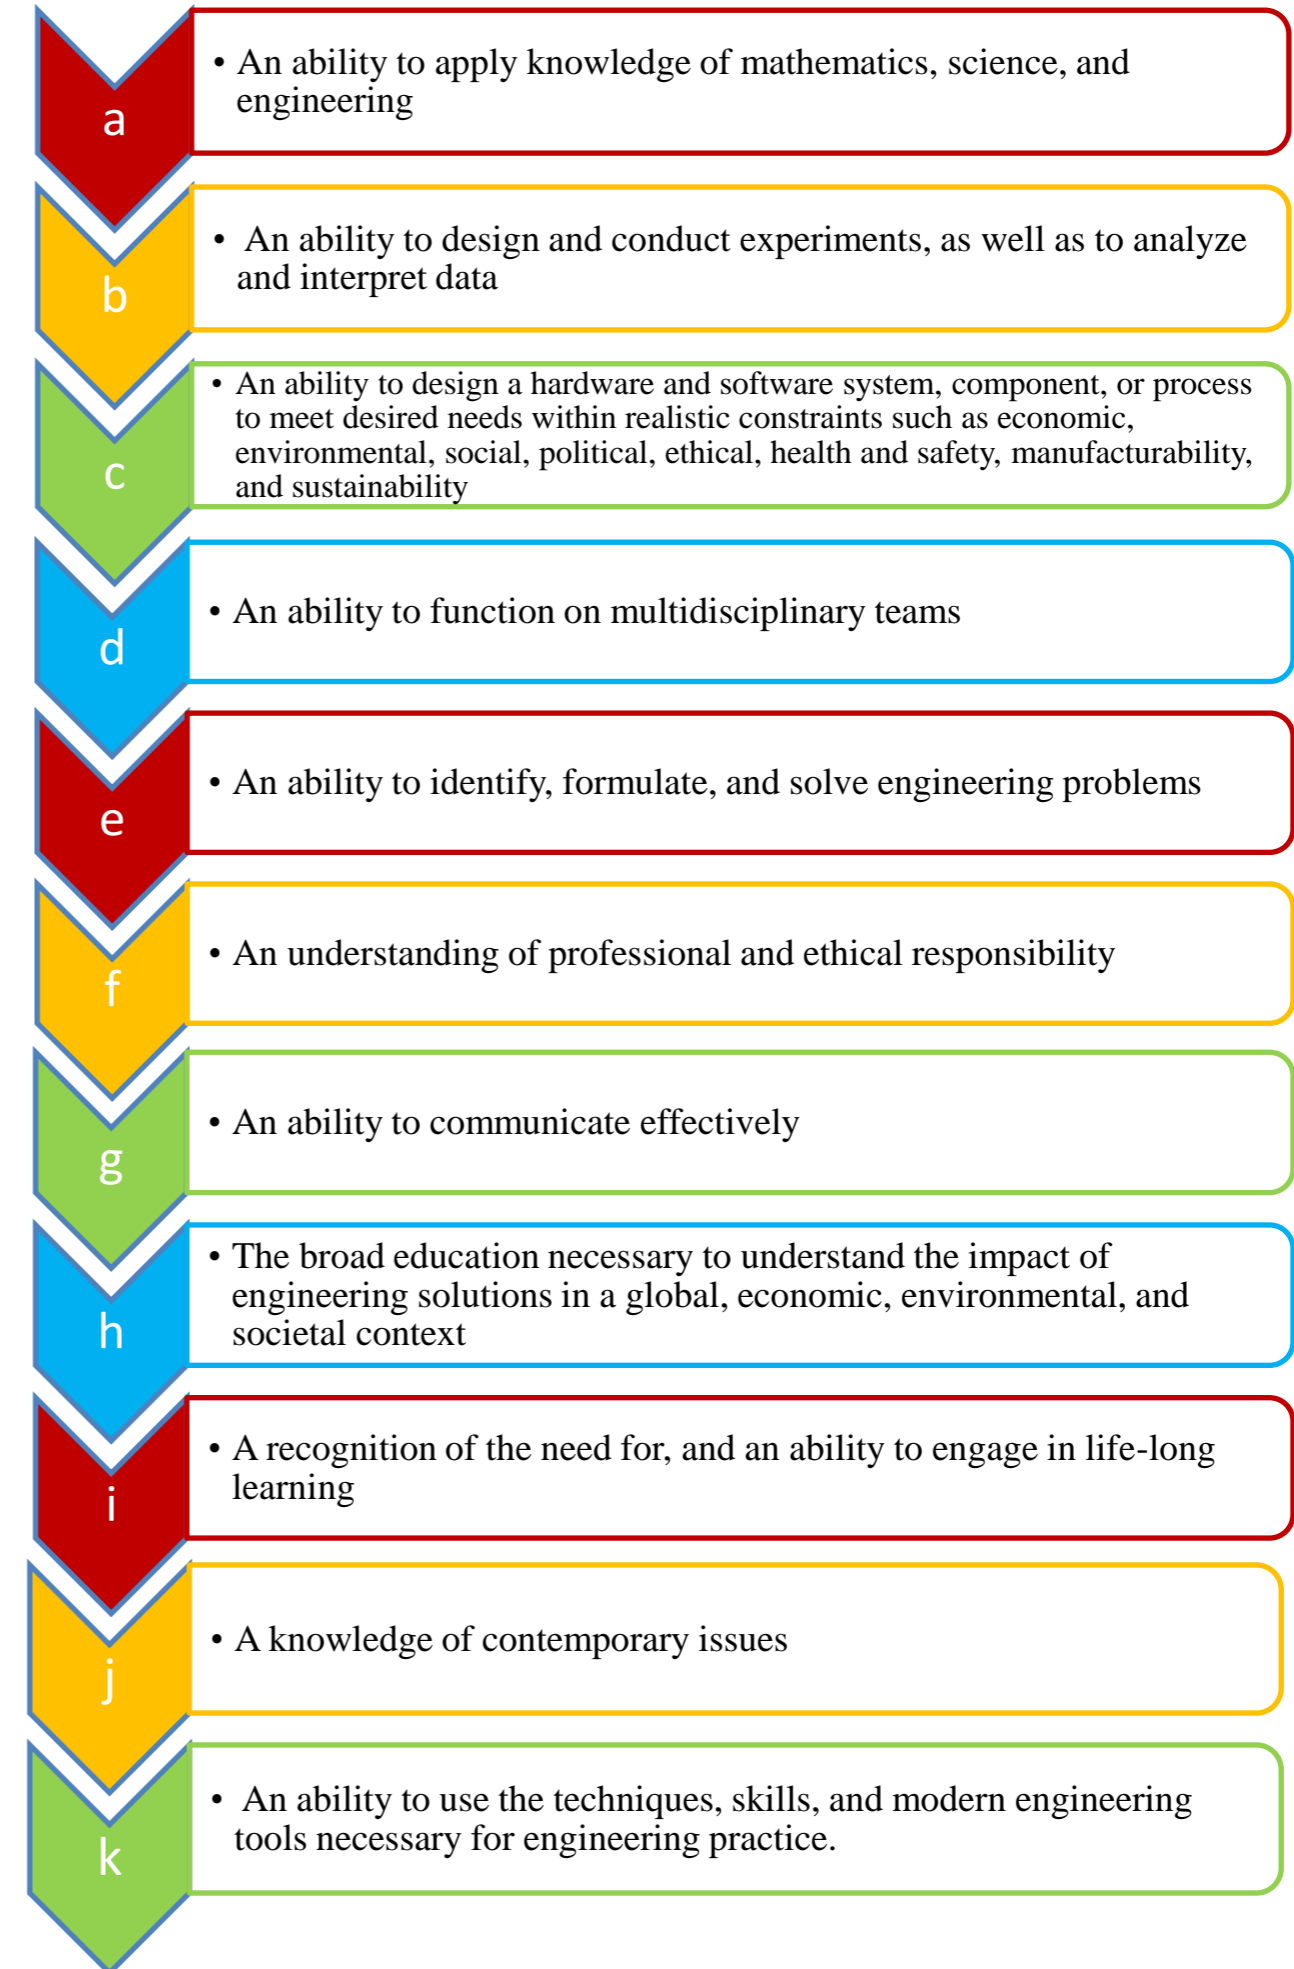 • An ability to apply knowledge of mathematics, science, and
engineering
a
• An ability to design and conduct experiments, as well as to analyze
and interpret data
b
• An ability to design a hardware and software system, component, or process
to meet desired needs within realistic constraints such as economic,
environmental, social, political, ethical, health and safety, manufacturability,
and sustainability
c
• An ability to function on multidisciplinary teams
d
• An ability to identify, formulate, and solve engineering problems
e
• An understanding of professional and ethical responsibility
f
• An ability to communicate effectively
g
• The broad education necessary to understand the impact of
engineering solutions in a global, economic, environmental, and
societal context
h
• A recognition of the need for, and an ability to engage in life-long
learning
i
• A knowledge of contemporary issues
j
• An ability to use the techniques, skills, and modern engineering
tools necessary for engineering practice.
k